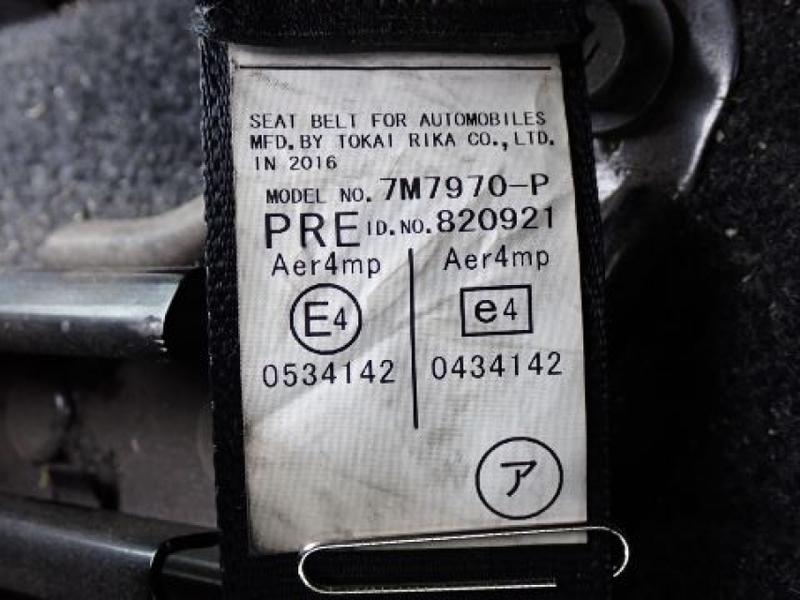 SEAT BELT FOR AUTOMOBILES
MFD. BY TOKAI RIKA CO., LTD.
IN 2016
MODEL NO. 7M7970-P
PRE ID. NO. 820921
Aer4mp Aer4mp
E4 e4
0534142 0434142
ア